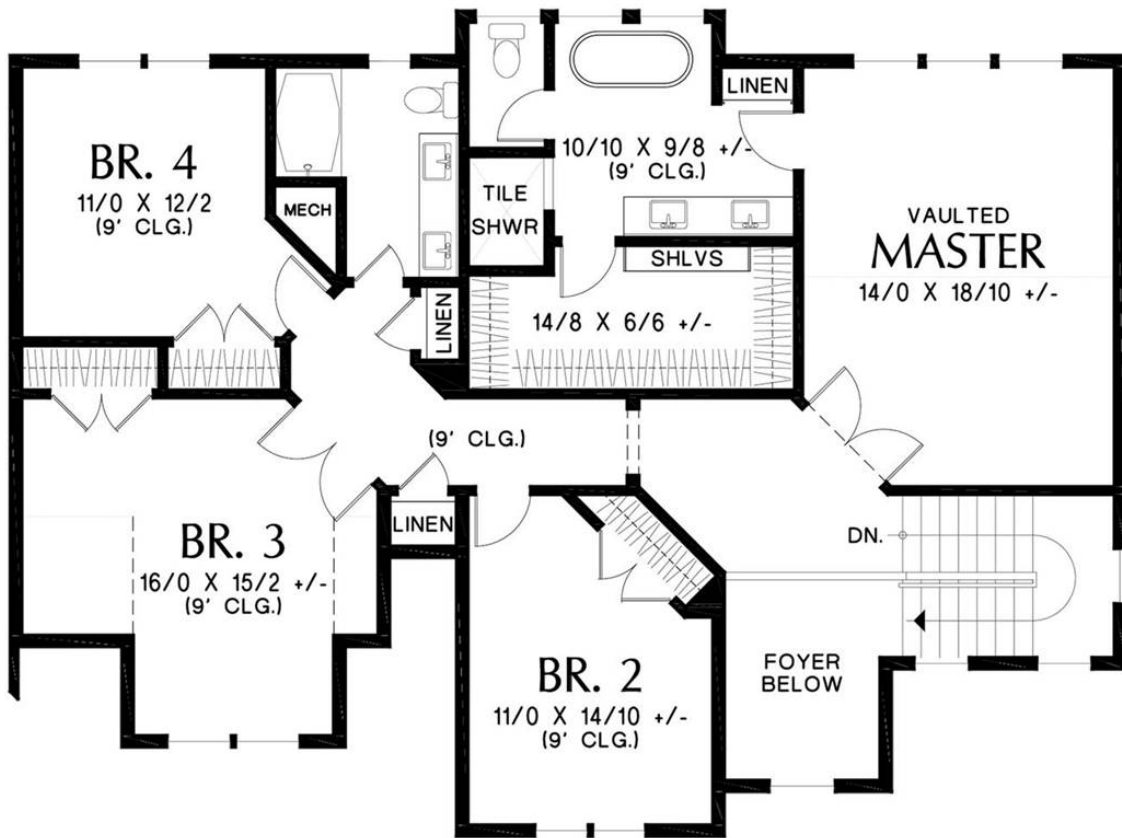 BR. 4
11/0 X 12/2
(9' CLG.)
MECH
LINEN
TILE
SHWR
10/10 X 9/8 +/-
(9' CLG.)
LINEN
SHLVS
14/8 X 6/6 +/-
VAULTED
MASTER
14/0 X 18/10 +/-
(9' CLG.)
LINEN
BR. 3
16/0 X 15/2 +/-
(9' CLG.)
BR. 2
11/0 X 14/10 +/-
(9' CLG.)
DN.
FOYER
BELOW